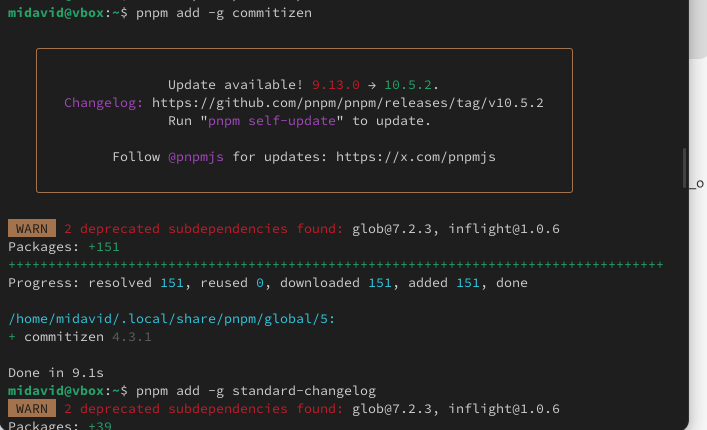 midavid@vbox:~$ pnpm add -g commitizen
Update available! 9.13.0 → 10.5.2.
Changelog: https://github.com/pnpm/pnpm/releases/tag/v10.5.2
Run "pnpm self-update" to update.
Follow @pnpmjs for updates: https://x.com/pnpmjs
WARN 2 deprecated subdependencies found: glob@7.2.3, inflight@1.0.6
Packages: +151
++++++++++++++++++++++++++++++++++++++++++++++++++++++++++++++++++++++++++++++++++
Progress: resolved 151, reused 0, downloaded 151, added 151, done
/home/midavid/.local/share/pnpm/global/5:
+ commitizen 4.3.1
Done in 9.1s
midavid@vbox:~$ pnpm add -g standard-changelog
WARN 2 deprecated subdependencies found: glob@7.2.3, inflight@1.0.6
Packages: +39
_o